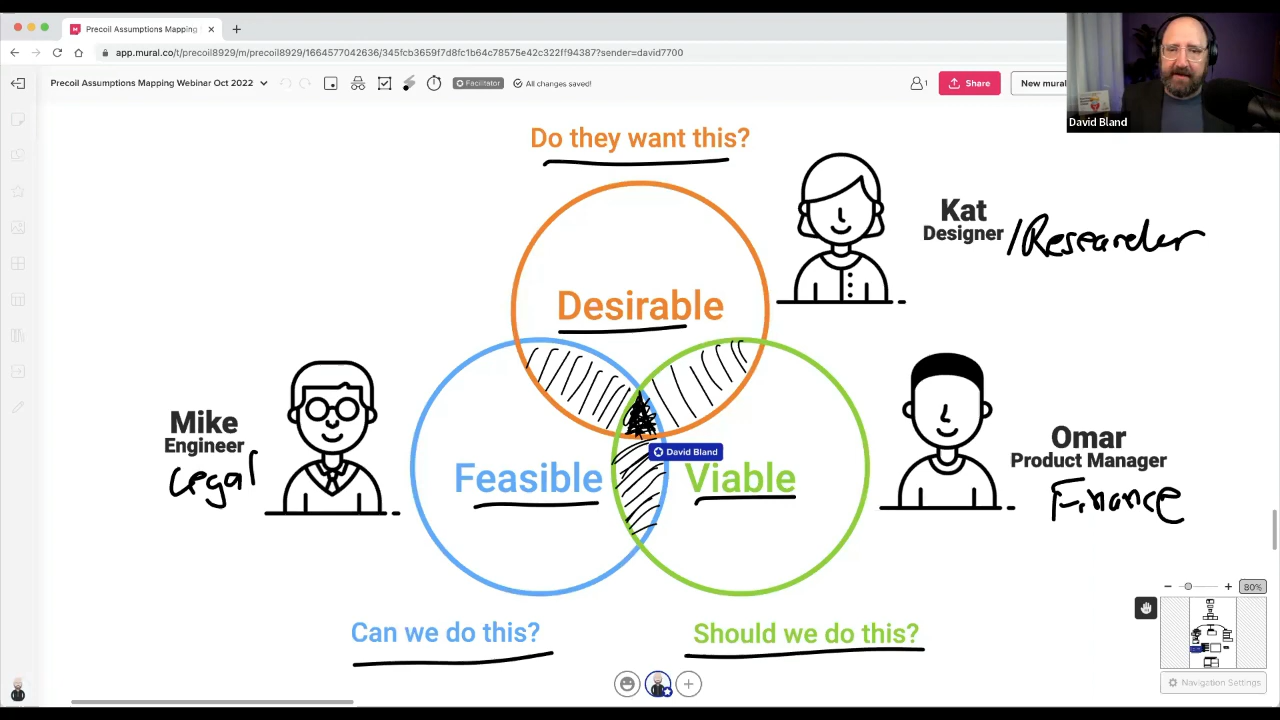 Precoil Assumptions Mapping
app.mural.co/t/precoil8929/m/precoil8929/1664577042636/345fcb3659f7d8fc1b64c78575e42c322ff94387?sender=david7700
Precoil Assumptions Mapping Webinar Oct 2022
Facilitator
All changes saved!
1
Share
New mural
David Bland
Do they want this?
Kat
Designer /Researcher
Desirable
Mike
Engineer
Legal
David Bland
Feasible
Viable
Omar
Product Manager
Finance
Can we do this?
Should we do this?
80%
Navigation Settings